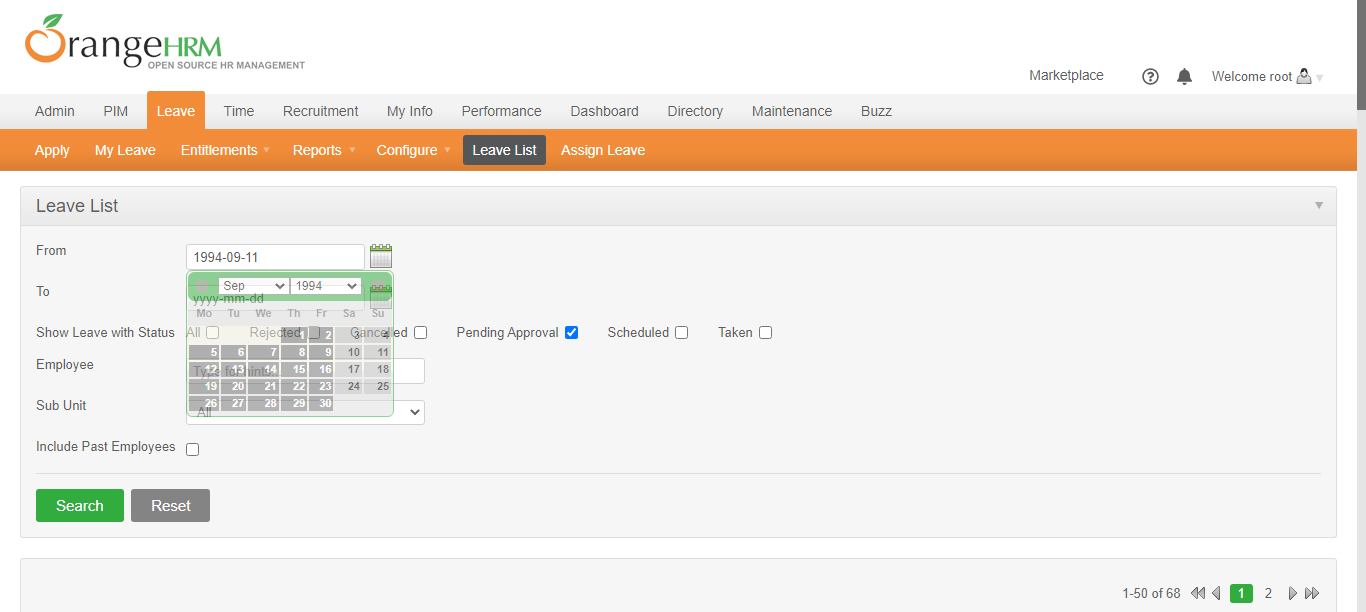 OrangeHRM
OPEN SOURCE HR MANAGEMENT
Marketplace ? Welcome root
Admin PIM Leave Time Recruitment My Info Performance Dashboard Directory Maintenance Buzz
Apply My Leave Entitlements Reports Configure Leave List Assign Leave
Leave List
From 1994-09-11
Sep 1994
To yyyy-mm-dd
Mo Tu We Th Fr Sa Su
Show Leave with Status All Rejected Cancelled Pending Approval Scheduled Taken
1 2 3 4
5 6 7 8 9 10 11
Employee Type for hints...
12 13 14 15 16 17 18
19 20 21 22 23 24 25
26 27 28 29 30
Sub Unit All
Include Past Employees
Search Reset
1-50 of 68 1 2